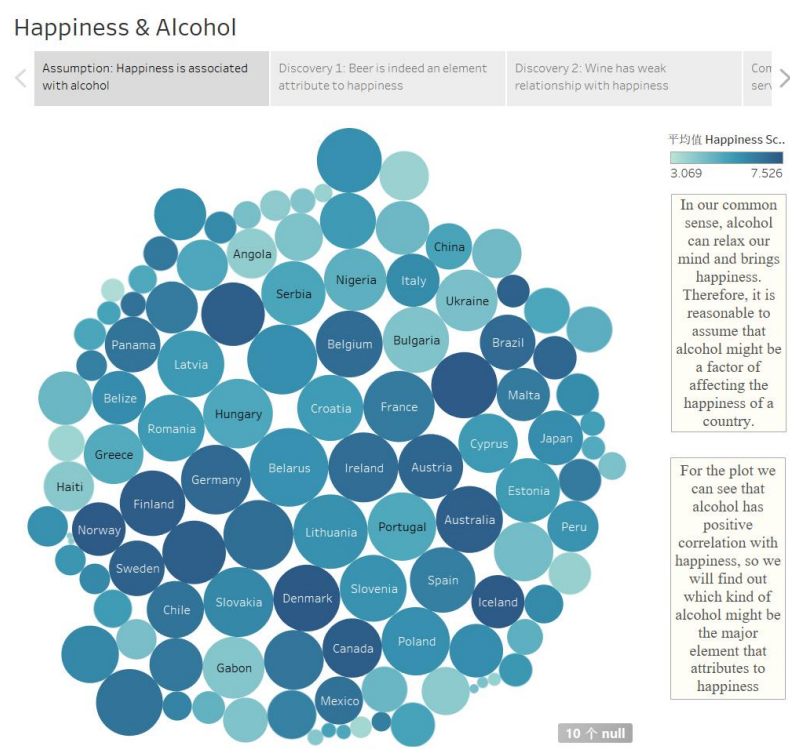 Happiness & Alcohol
Assumption: Happiness is associated
with alcohol
Discovery 1: Beer is indeed an element
attribute to happiness
Discovery 2: Wine has weak
relationship with happiness
Con
serv
平均值 Happiness Sc..
3.069
7.526
In our common
sense, alcohol
can relax our
mind and brings
happiness.
Therefore, it is
reasonable to
assume that
alcohol might be
a factor of
affecting the
happiness of a
country.
For the plot we
can see that
alcohol has
positive
correlation with
happiness, so we
will find out
which kind of
alcohol might be
the major
element that
attributes to
happiness
China
Angola
Nigeria
Italy
Serbia
Ukraine
Panama
Belgium
Bulgaria
Brazil
Latvia
Belize
Malta
Hungary
Croatia
France
Romania
Japan
Cyprus
Greece
Belarus
Ireland
Austria
Germany
Haiti
Estonia
Finland
Norway
Lithuania
Portugal
Australia
Peru
Sweden
Spain
Slovenia
Denmark
Slovakia
Iceland
Chile
Poland
Canada
Gabon
Mexico
10 个 null